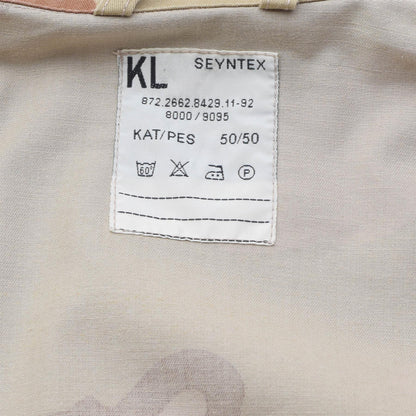 KL SEYNTEX
872.2662.8429.11-92
8000/9095
KAT/PES 50/50
60° P